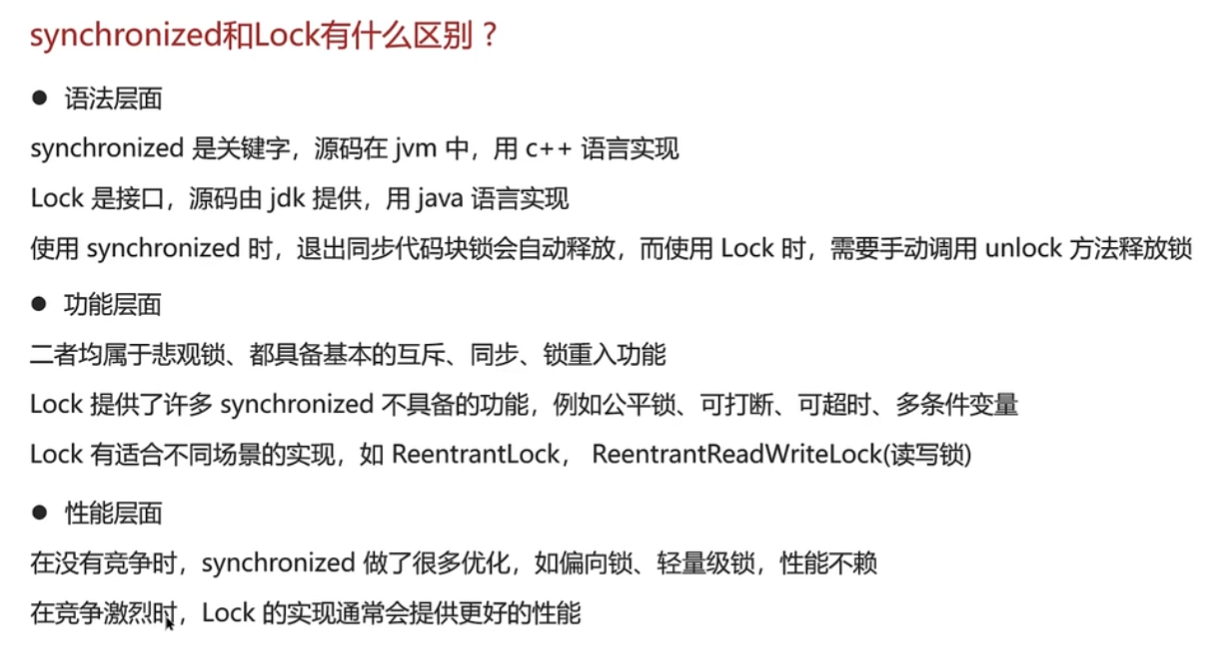 synchronized和Lock有什么区别？
● 语法层面
synchronized 是关键字，源码在 jvm 中，用 c++ 语言实现
Lock 是接口，源码由 jdk 提供，用 java 语言实现
使用 synchronized 时，退出同步代码块锁会自动释放，而使用 Lock 时，需要手动调用 unlock 方法释放锁
● 功能层面
二者均属于悲观锁、都具备基本的互斥、同步、锁重入功能
Lock 提供了许多 synchronized 不具备的功能，例如公平锁、可打断、可超时、多条件变量
Lock 有适合不同场景的实现，如 ReentrantLock， ReentrantReadWriteLock(读写锁)
● 性能层面
在没有竞争时，synchronized 做了很多优化，如偏向锁、轻量级锁，性能不赖
在竞争激烈时，Lock 的实现通常会提供更好的性能